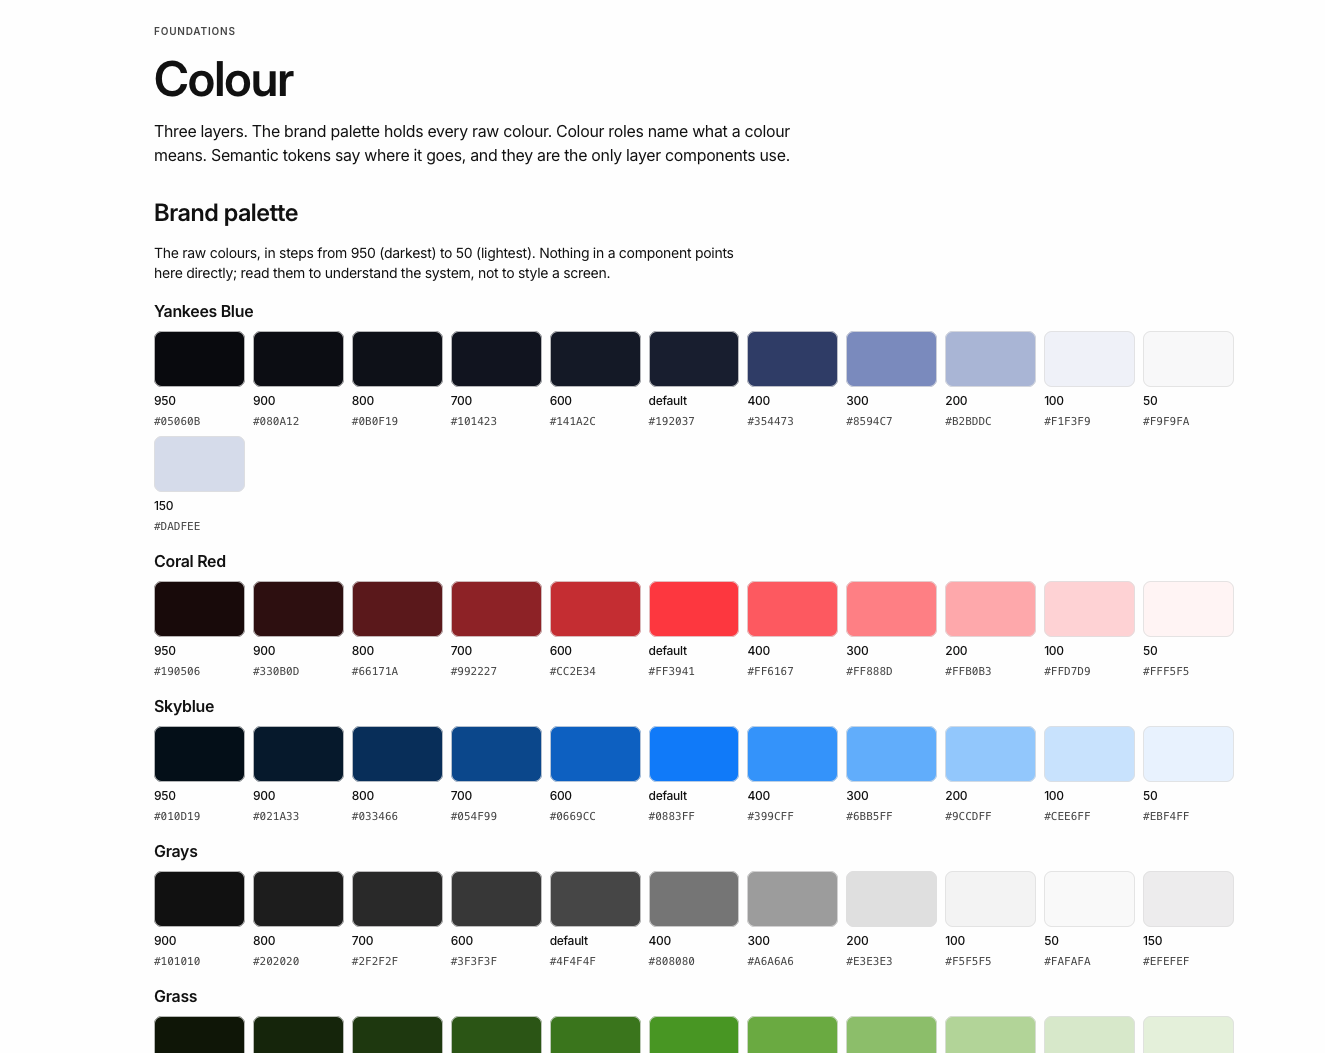 FOUNDATIONS
Colour
Three layers. The brand palette holds every raw colour. Colour roles name what a colour
means. Semantic tokens say where it goes, and they are the only layer components use.
Brand palette
The raw colours, in steps from 950 (darkest) to 50 (lightest). Nothing in a component points
here directly; read them to understand the system, not to style a screen.
Yankees Blue
950 900 800 700 600 default 400 300 200 100 50
#05060B #080A12 #0B0F19 #101423 #141A2C #192037 #354473 #8594C7 #B2BDDC #F1F3F9 #F9F9FA
150
#DADFEE
Coral Red
950 900 800 700 600 default 400 300 200 100 50
#190506 #330B0D #66171A #992227 #CC2E34 #FF3941 #FF6167 #FF888D #FFB0B3 #FFD7D9 #FFF5F5
Skyblue
950 900 800 700 600 default 400 300 200 100 50
#010D19 #021A33 #033466 #054F99 #0669CC #0883FF #399CFF #6BB5FF #9CCDFF #CEE6FF #EBF4FF
Grays
900 800 700 600 default 400 300 200 100 50 150
#101010 #202020 #2F2F2F #3F3F3F #4F4F4F #808080 #A6A6A6 #E3E3E3 #F5F5F5 #FAFAFA #EFEFEF
Grass